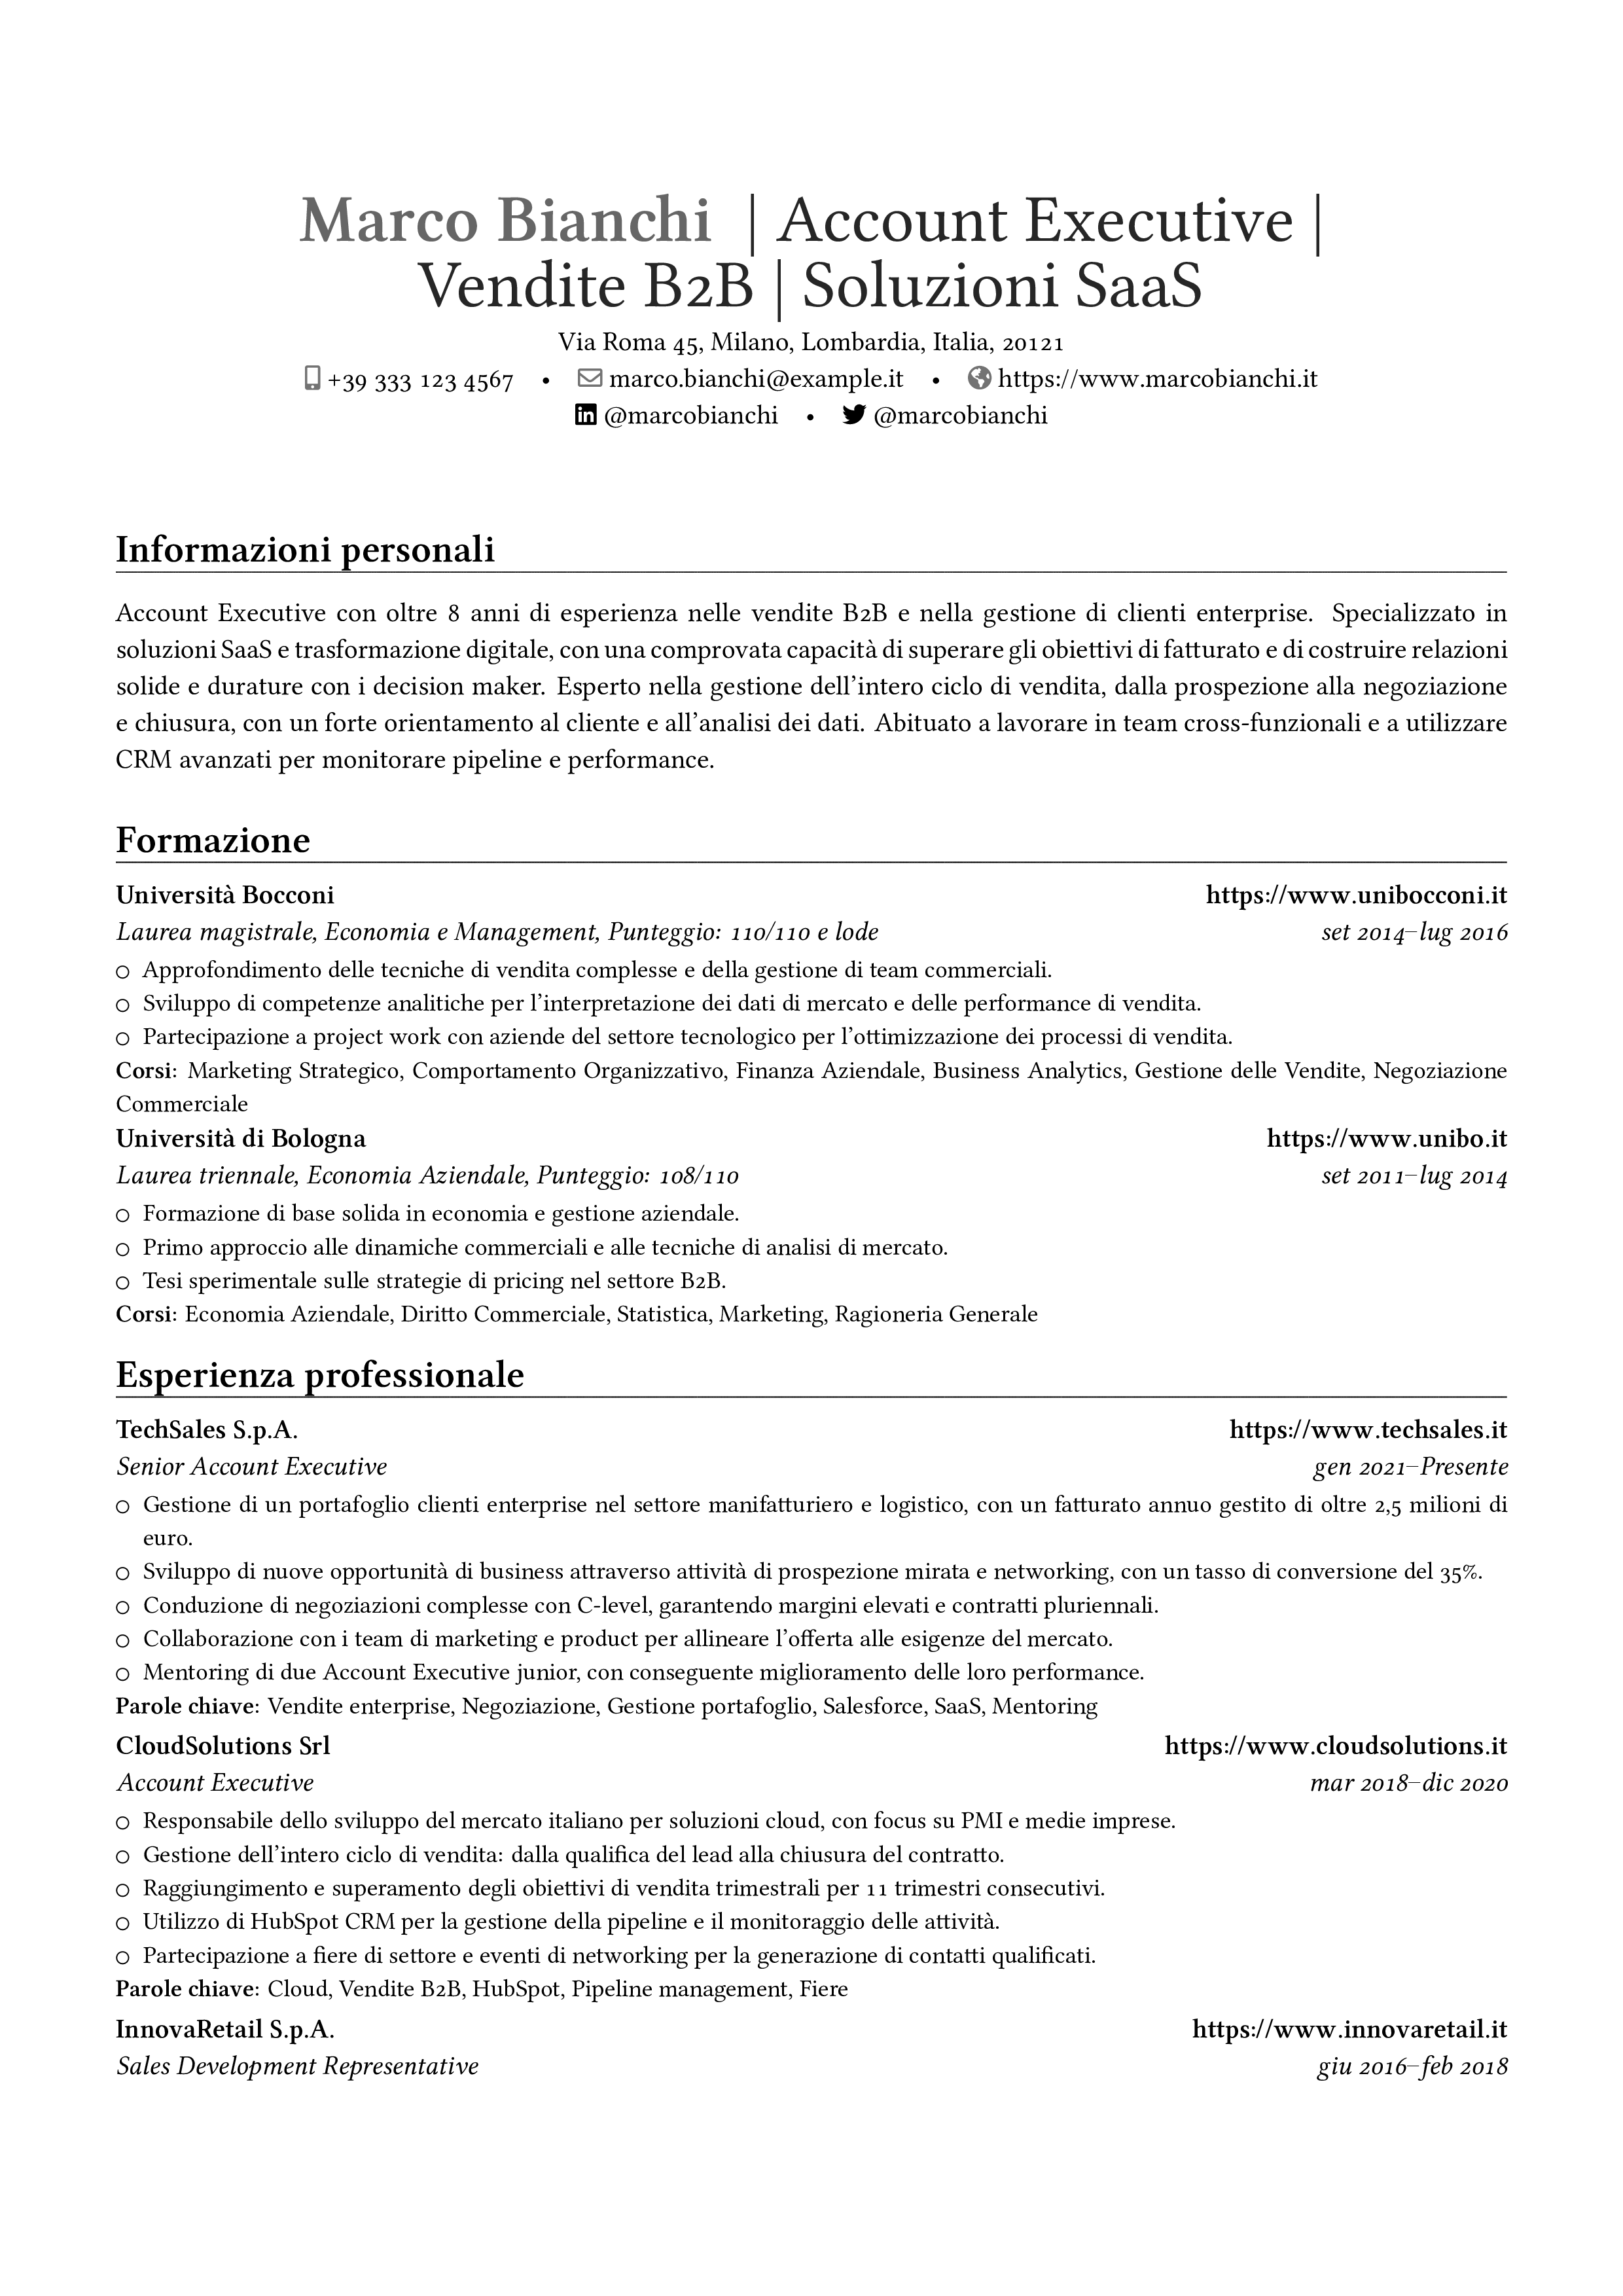 Marco Bianchi | Account Executive |
Vendite B2B | Soluzioni SaaS
Via Roma 45, Milano, Lombardia, Italia, 20121
+39 333 123 4567 • marco.bianchi@example.it • https://www.marcobianchi.it
@marcobianchi • @marcobianchi
Informazioni personali
Account Executive con oltre 8 anni di esperienza nelle vendite B2B e nella gestione di clienti enterprise. Specializzato in
soluzioni SaaS e trasformazione digitale, con una comprovata capacità di superare gli obiettivi di fatturato e di costruire relazioni
solide e durature con i decision maker. Esperto nella gestione dell'intero ciclo di vendita, dalla prospezione alla negoziazione
e chiusura, con un forte orientamento al cliente e all'analisi dei dati. Abituato a lavorare in team cross-funzionali e a utilizzare
CRM avanzati per monitorare pipeline e performance.
Formazione
Università Bocconi https://www.unibocconi.it
Laurea magistrale, Economia e Management, Punteggio: 110/110 e lode set 2014–lug 2016
○ Approfondimento delle tecniche di vendita complesse e della gestione di team commerciali.
○ Sviluppo di competenze analitiche per l'interpretazione dei dati di mercato e delle performance di vendita.
○ Partecipazione a project work con aziende del settore tecnologico per l'ottimizzazione dei processi di vendita.
Corsi: Marketing Strategico, Comportamento Organizzativo, Finanza Aziendale, Business Analytics, Gestione delle Vendite, Negoziazione
Commerciale
Università di Bologna https://www.unibo.it
Laurea triennale, Economia Aziendale, Punteggio: 108/110 set 2011–lug 2014
○ Formazione di base solida in economia e gestione aziendale.
○ Primo approccio alle dinamiche commerciali e alle tecniche di analisi di mercato.
○ Tesi sperimentale sulle strategie di pricing nel settore B2B.
Corsi: Economia Aziendale, Diritto Commerciale, Statistica, Marketing, Ragioneria Generale
Esperienza professionale
TechSales S.p.A. https://www.techsales.it
Senior Account Executive gen 2021–Presente
○ Gestione di un portafoglio clienti enterprise nel settore manifatturiero e logistico, con un fatturato annuo gestito di oltre 2,5 milioni di
euro.
○ Sviluppo di nuove opportunità di business attraverso attività di prospezione mirata e networking, con un tasso di conversione del 35%.
○ Conduzione di negoziazioni complesse con C-level, garantendo margini elevati e contratti pluriennali.
○ Collaborazione con i team di marketing e product per allineare l'offerta alle esigenze del mercato.
○ Mentoring di due Account Executive junior, con conseguente miglioramento delle loro performance.
Parole chiave: Vendite enterprise, Negoziazione, Gestione portafoglio, Salesforce, SaaS, Mentoring
CloudSolutions Srl https://www.cloudsolutions.it
Account Executive mar 2018–dic 2020
○ Responsabile dello sviluppo del mercato italiano per soluzioni cloud, con focus su PMI e medie imprese.
○ Gestione dell'intero ciclo di vendita: dalla qualifica del lead alla chiusura del contratto.
○ Raggiungimento e superamento degli obiettivi di vendita trimestrali per 11 trimestri consecutivi.
○ Utilizzo di HubSpot CRM per la gestione della pipeline e il monitoraggio delle attività.
○ Partecipazione a fiere di settore e eventi di networking per la generazione di contatti qualificati.
Parole chiave: Cloud, Vendite B2B, HubSpot, Pipeline management, Fiere
InnovaRetail S.p.A. https://www.innovaretail.it
Sales Development Representative giu 2016–feb 2018